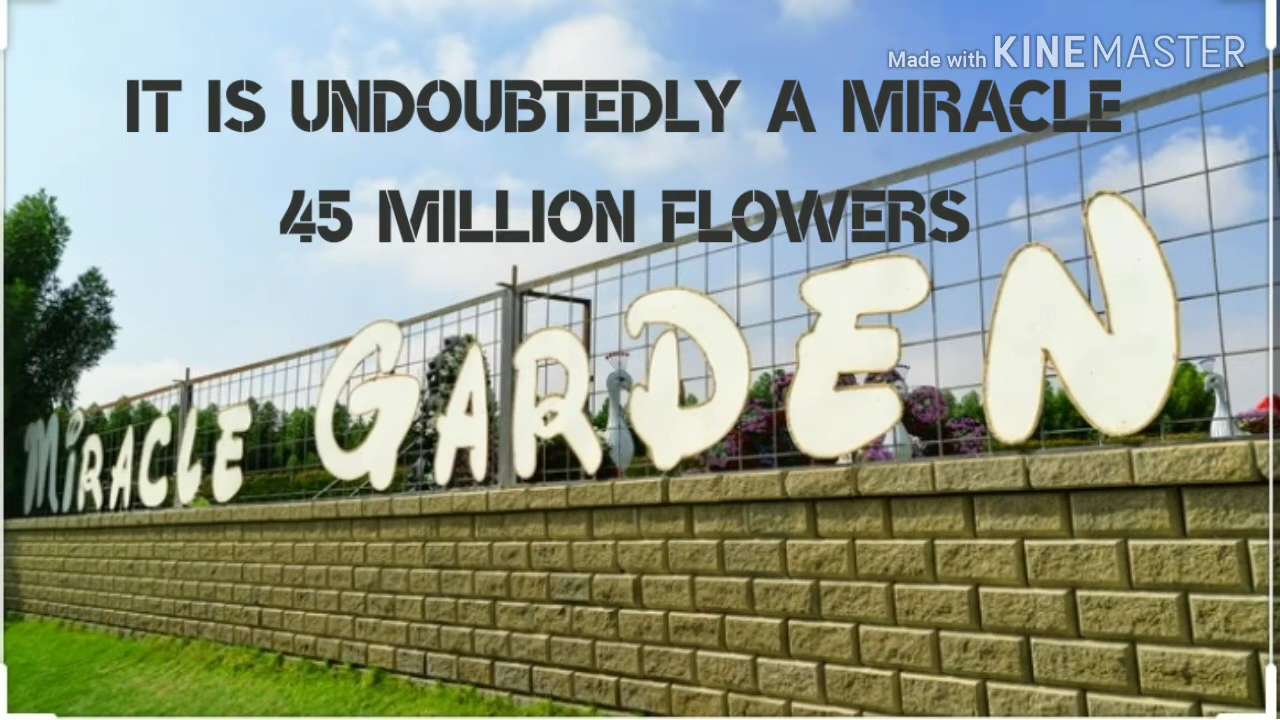 Made with KINEMASTER
IT IS UNDOUBTEDLY A MIRACLE
45 MILLION FLOWERS
MiRACLE GARDEN